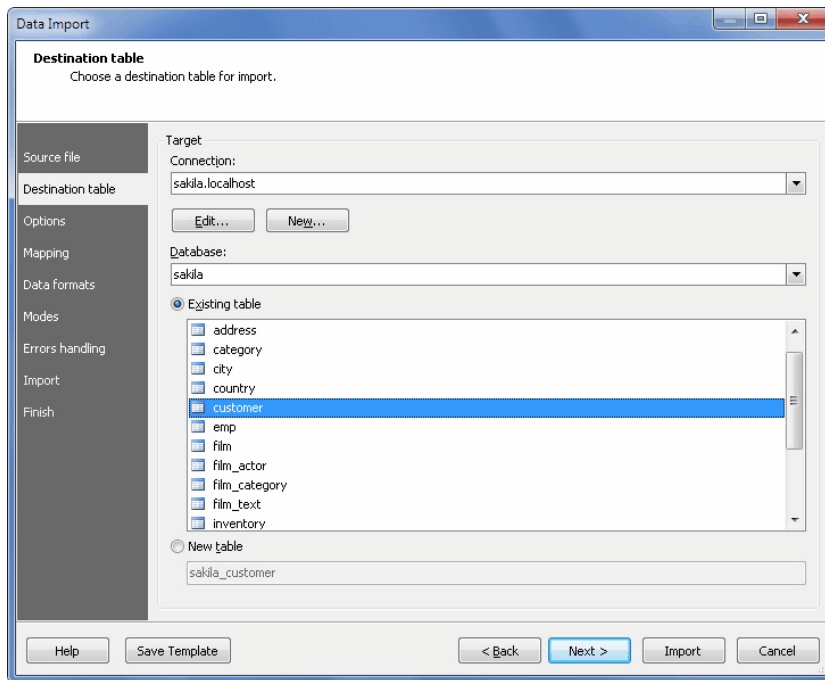 Data Import
Destination table
Choose a destination table for import.
Source file
Destination table
Options
Mapping
Data formats
Modes
Errors handling
Import
Finish
Target
Connection:
sakila.localhost
Edit...
New...
Database:
sakila
Existing table
address
category
city
country
customer
emp
film
film_actor
film_category
film_text
inventory
New table
sakila_customer
Help
Save Template
< Back
Next >
Import
Cancel